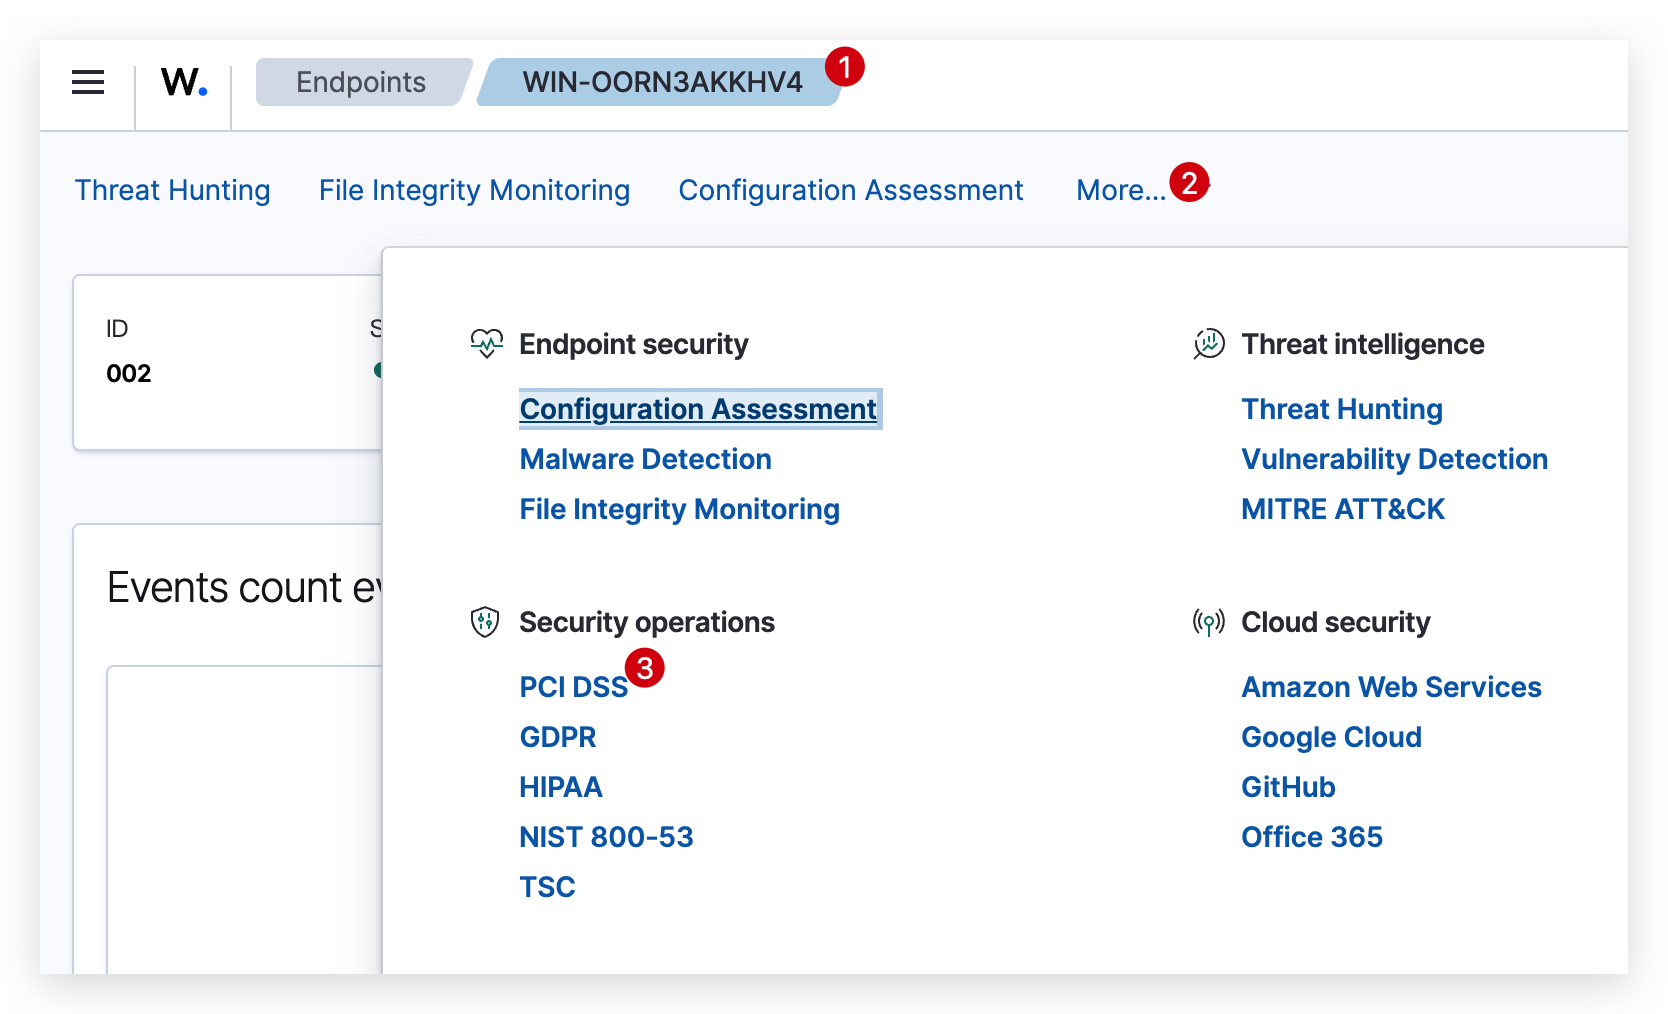 W.
Endpoints
WIN-OORN3AKKHV4
1
Threat Hunting
File Integrity Monitoring
Configuration Assessment
More...
2
ID
002
S
Endpoint security
Configuration Assessment
Malware Detection
File Integrity Monitoring
Threat intelligence
Threat Hunting
Vulnerability Detection
MITRE ATT&CK
Events count ev
Security operations
PCI DSS
3
GDPR
HIPAA
NIST 800-53
TSC
Cloud security
Amazon Web Services
Google Cloud
GitHub
Office 365